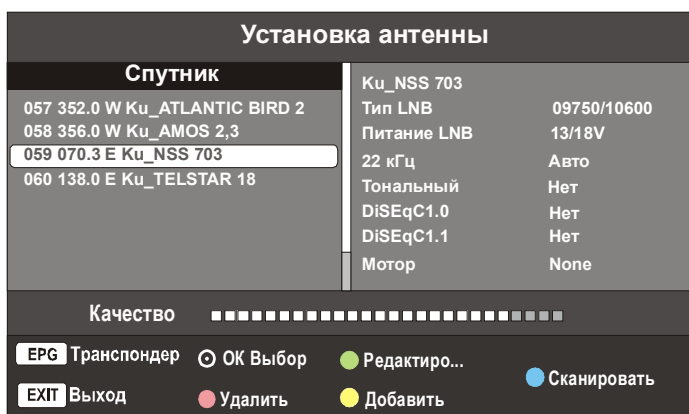 Установка антенны
Спутник
057 352.0 W Ku_ATLANTIC BIRD 2
058 356.0 W Ku_AMOS 2,3
059 070.3 E Ku_NSS 703
060 138.0 E Ku_TELSTAR 18
Ku_NSS 703
Тип LNB 09750/10600
Питание LNB 13/18V
22 кГц Авто
Тональный Нет
DiSEqC1.0 Нет
DiSEqC1.1 Нет
Мотор None
Качество
EPG Транспондер ОК Выбор Редактиро...
EXIT Выход Удалить Добавить Сканировать